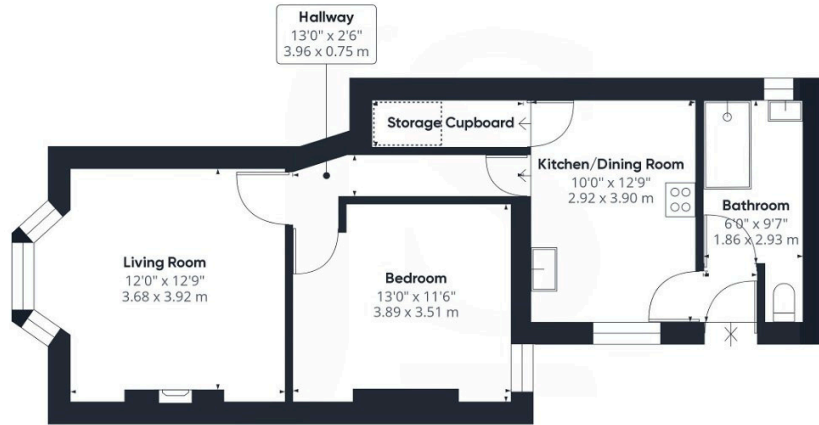 Hallway
13'0" x 2'6"
3.96 x 0.75 m
Storage Cupboard
Kitchen/Dining Room
10'0" x 12'9"
2.92 x 3.90 m
Bathroom
6'0" x 9'7"
1.86 x 2.93 m
Living Room
12'0" x 12'9"
3.68 x 3.92 m
Bedroom
13'0" x 11'6"
3.89 x 3.51 m